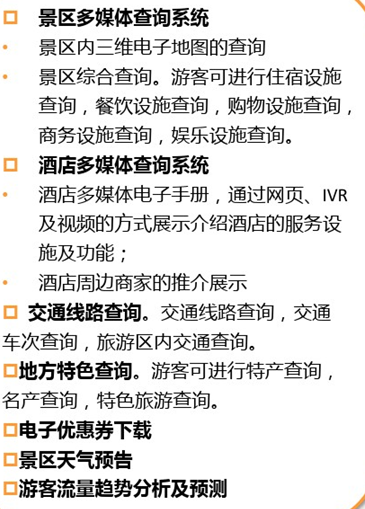 景区多媒体查询系统
• 景区内三维电子地图的查询
• 景区综合查询。游客可进行住宿设施
查询，餐饮设施查询，购物设施查询，
商务设施查询，娱乐设施查询。
酒店多媒体查询系统
• 酒店多媒体电子手册，通过网页、IVR
及视频的方式展示介绍酒店的服务设
施及功能；
• 酒店周边商家的推介展示
交通线路查询。交通线路查询，交通
车次查询，旅游区内交通查询。
地方特色查询。游客可进行特产查询，
名产查询，特色旅游查询。
电子优惠券下载
景区天气预告
游客流量趋势分析及预测